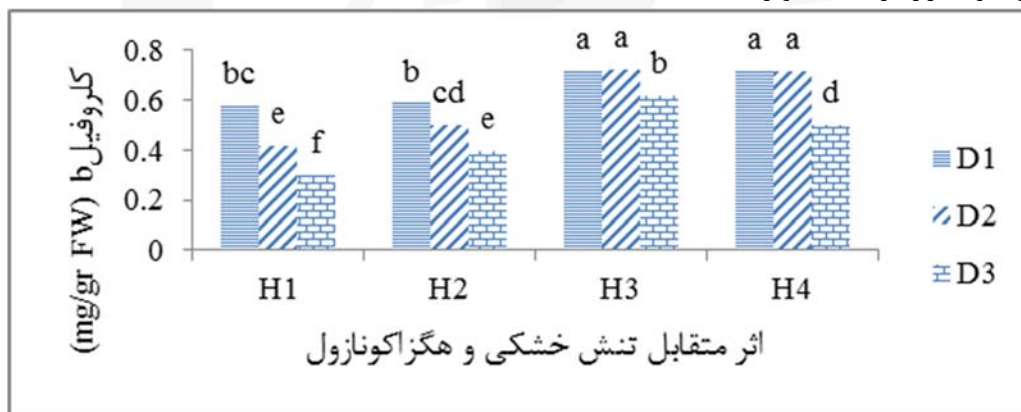 کلروفیل b (mg/gr FW)
0.8
0.6
0.4
0.2
0
bc
e
f
b
cd
e
a
a
b
a
a
d
H1
H2
H3
H4
D1
D2
D3
اثر متقابل تنش خشکی و هگزاکونازول